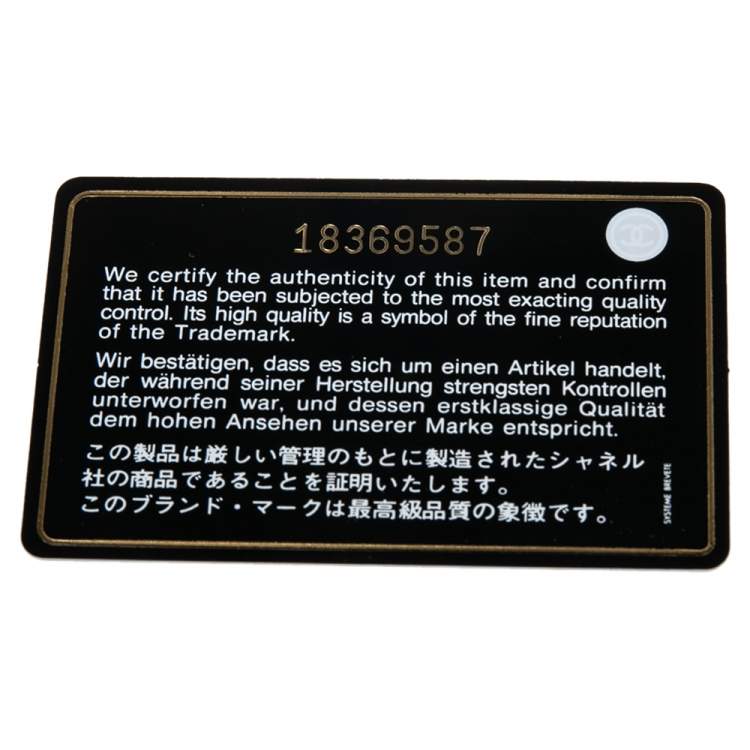 18369587
We certify the authenticity of this item and confirm
that it has been subjected to the most exacting quality
control. Its high quality is a symbol of the fine reputation
of the Trademark.
Wir bestätigen, dass es sich um einen Artikel handelt,
der während seiner Herstellung strengsten Kontrollen
unterworfen war, und dessen erstklassige Qualität
dem hohen Ansehen unserer Marke entspricht.
この製品は厳しい管理のもとに製造されたシャネル
社の商品であることを証明いたします。
このブランド・マークは最高級品質の象徴です。
SYSTEME BREVETE